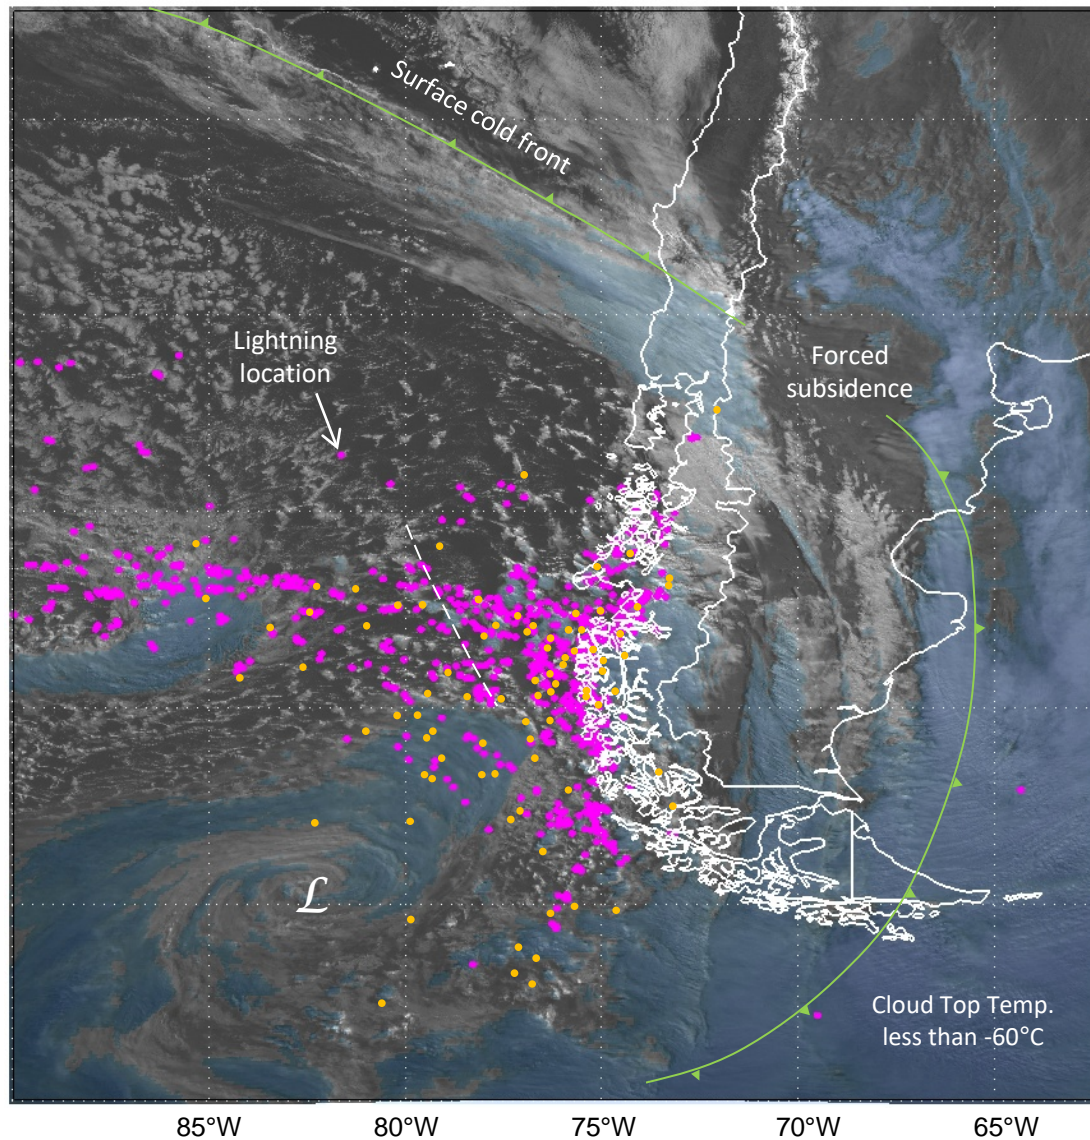 Surface cold front
Lightning
location
Forced
subsidence
ℒ
Cloud Top Temp.
less than -60°C
85°W
80°W
75°W
70°W
65°W